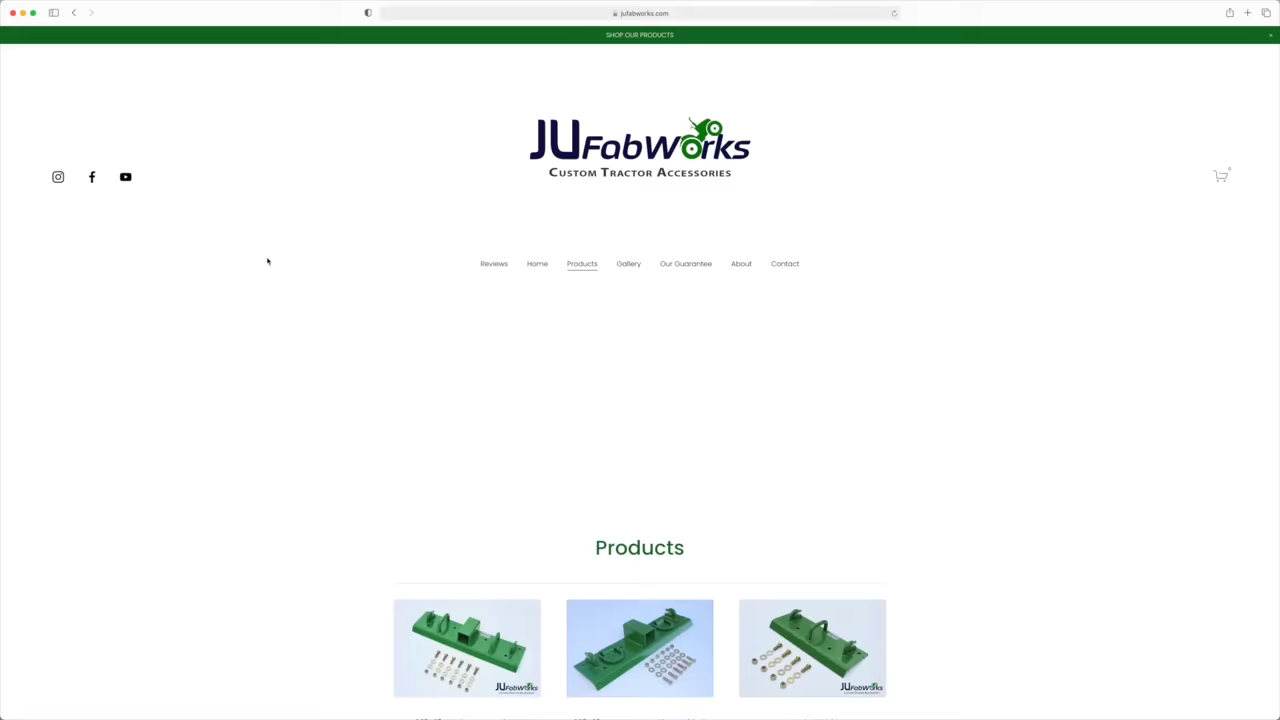 jufabworks.com
SHOP OUR PRODUCTS
×
JUFabWorks
CUSTOM TRACTOR ACCESSORIES
0
Reviews Home Products Gallery Our Guarantee About Contact
Products
JUFabWorks
JUFabWorks